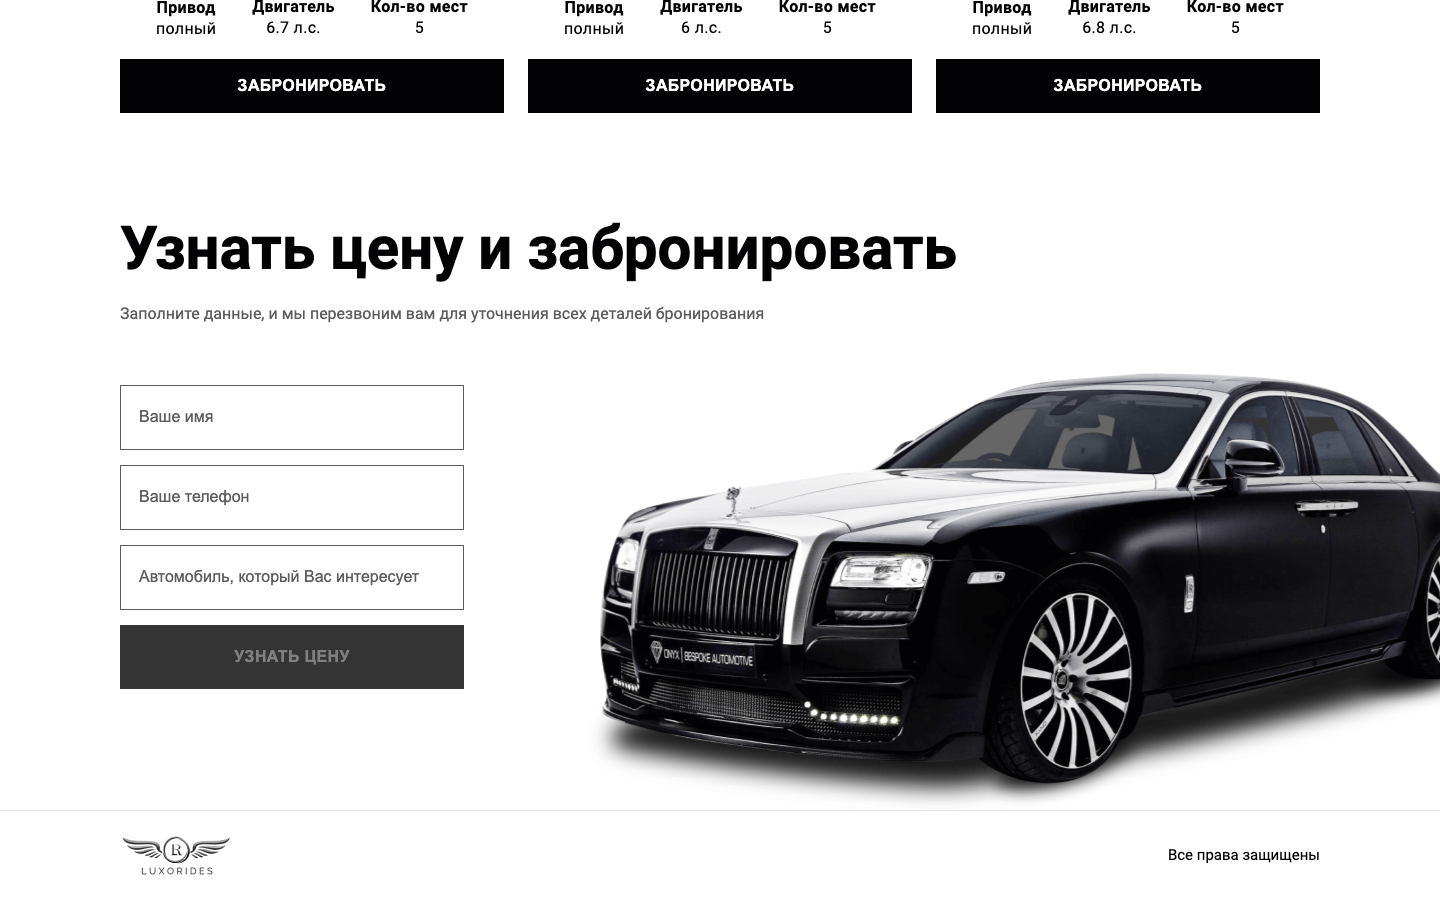 Привод Двигатель Кол-во мест Привод Двигатель Кол-во мест Привод Двигатель Кол-во мест
полный 6.7 л.с. 5 полный 6 л.с. 5 полный 6.8 л.с. 5
ЗАБРОНИРОВАТЬ ЗАБРОНИРОВАТЬ ЗАБРОНИРОВАТЬ
Узнать цену и забронировать
Заполните данные, и мы перезвоним вам для уточнения всех деталей бронирования
Ваше имя
Ваше телефон
Автомобиль, который Вас интересует
УЗНАТЬ ЦЕНУ
ONYX | BESPOKE AUTOMOTIVE
R
LUXORIDES
Все права защищены